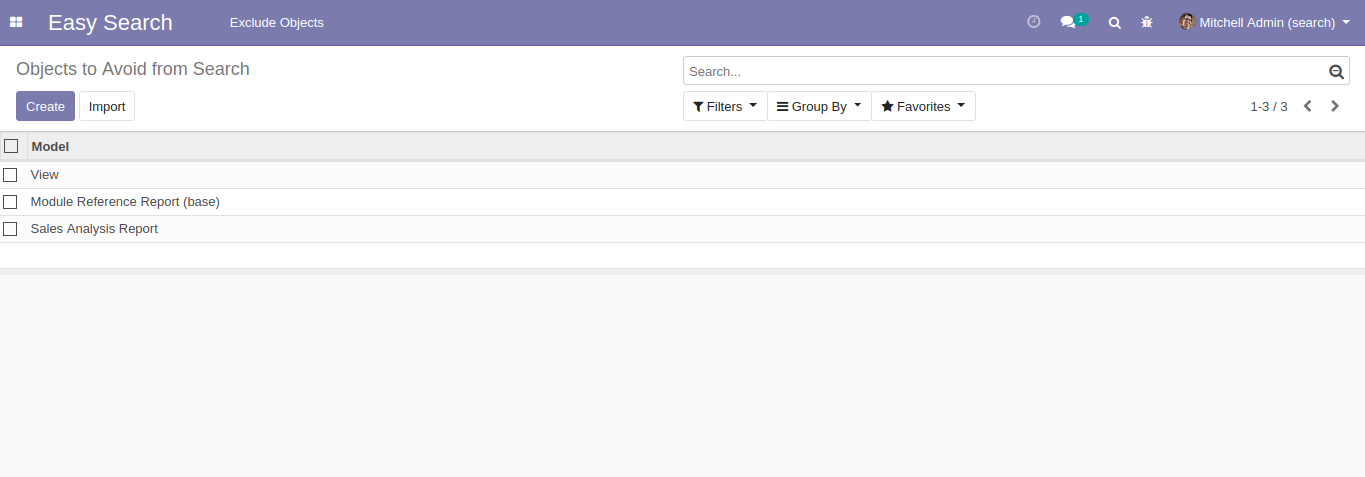 Easy Search Exclude Objects 1 Mitchell Admin (search)
Objects to Avoid from Search Search...
Create Import Filters Group By Favorites 1-3 / 3
Model
View
Module Reference Report (base)
Sales Analysis Report